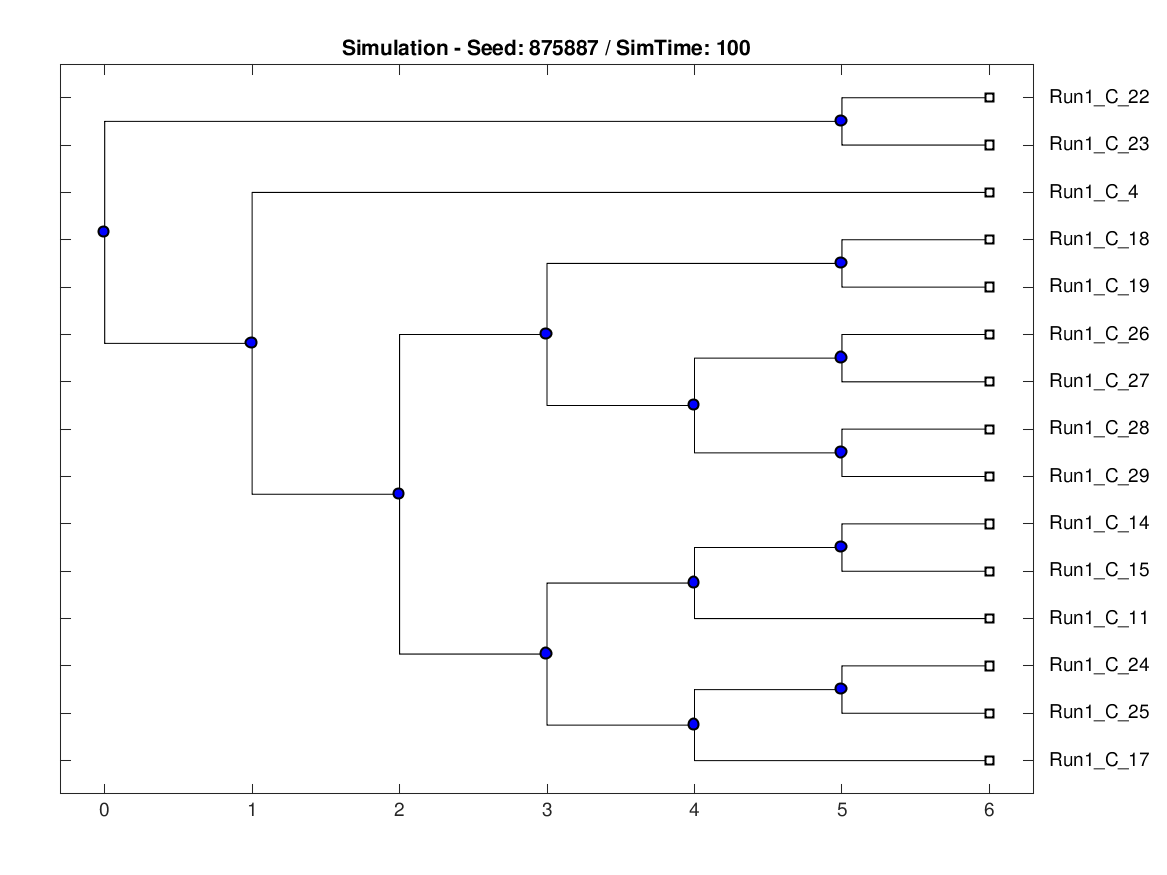 Simulation - Seed: 875887 / SimTime: 100
Run1_C_22
Run1_C_23
Run1_C_4
Run1_C_18
Run1_C_19
Run1_C_26
Run1_C_27
Run1_C_28
Run1_C_29
Run1_C_14
Run1_C_15
Run1_C_11
Run1_C_24
Run1_C_25
Run1_C_17
0 1 2 3 4 5 6